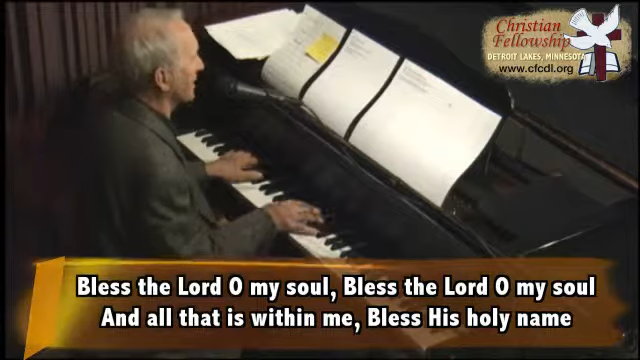 Christian
Fellowship
DETROIT LAKES, MINNESOTA
www.cfcdl.org
Bless the Lord O my soul, Bless the Lord O my soul
And all that is within me, Bless His holy name